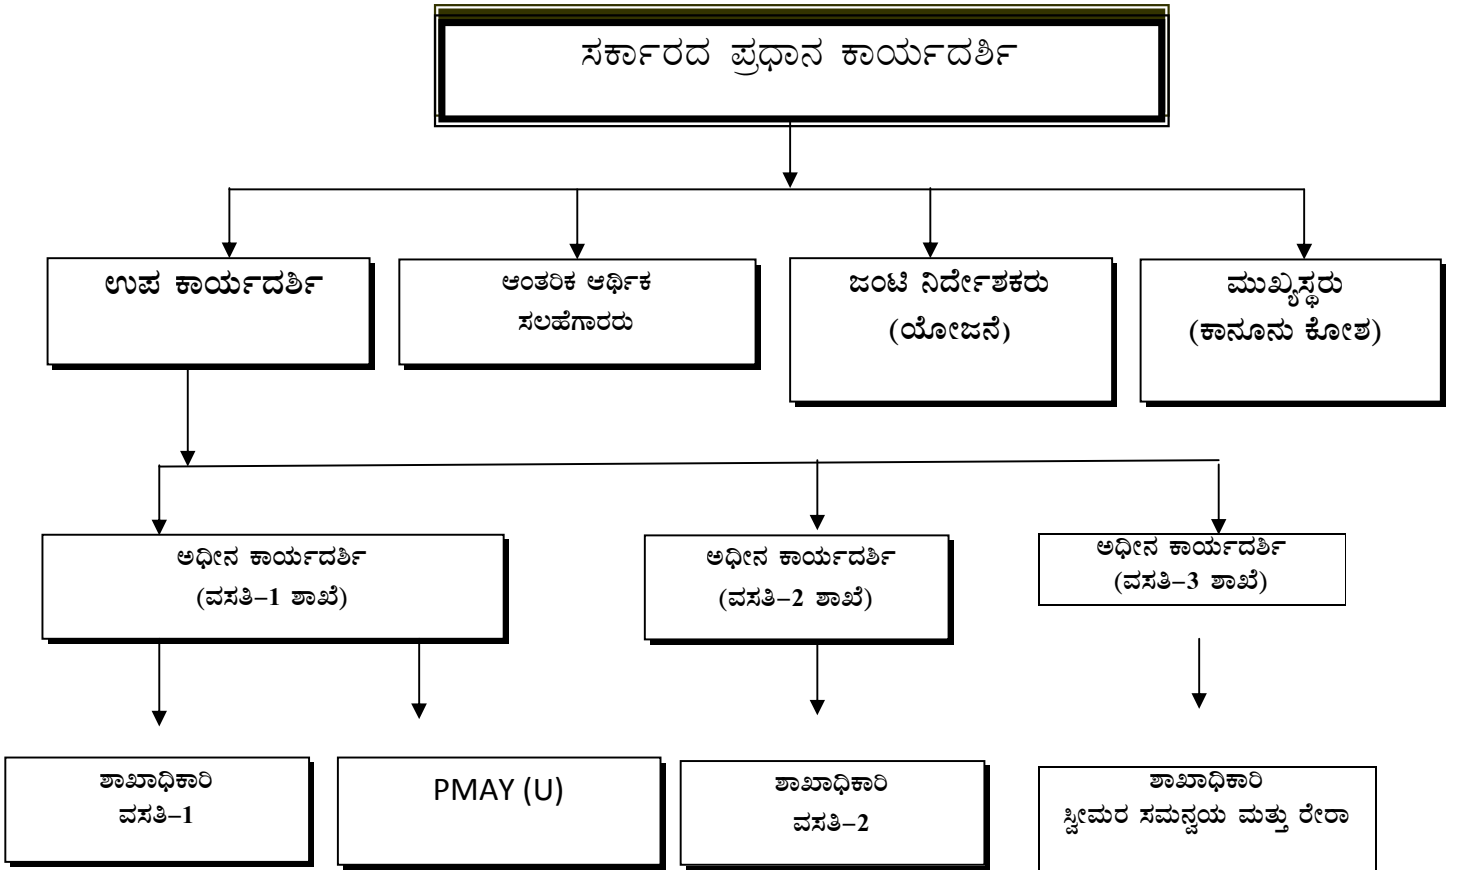 ಸರ್ಕಾರದ ಪ್ರಧಾನ ಕಾರ್ಯದರ್ಶಿ
ಉಪ ಕಾರ್ಯದರ್ಶಿ
ಆಂತರಿಕ ಆರ್ಥಿಕ
ಸಲಹೆಗಾರರು
ಜಂಟಿ ನಿರ್ದೇಶಕರು
(ಯೋಜನೆ)
ಮುಖ್ಯಸ್ಥರು
(ಕಾನೂನು ಕೋಶ)
ಅಧೀನ ಕಾರ್ಯದರ್ಶಿ
(ವಸತಿ–1 ಶಾಖೆ)
ಅಧೀನ ಕಾರ್ಯದರ್ಶಿ
(ವಸತಿ–2 ಶಾಖೆ)
ಅಧೀನ ಕಾರ್ಯದರ್ಶಿ
(ವಸತಿ–3 ಶಾಖೆ)
ಶಾಖಾಧಿಕಾರಿ
ವಸತಿ–1
PMAY (U)
ಶಾಖಾಧಿಕಾರಿ
ವಸತಿ–2
ಶಾಖಾಧಿಕಾರಿ
ಸ್ವೀಮರ ಸಮನ್ವಯ ಮತ್ತು ರೇರಾ